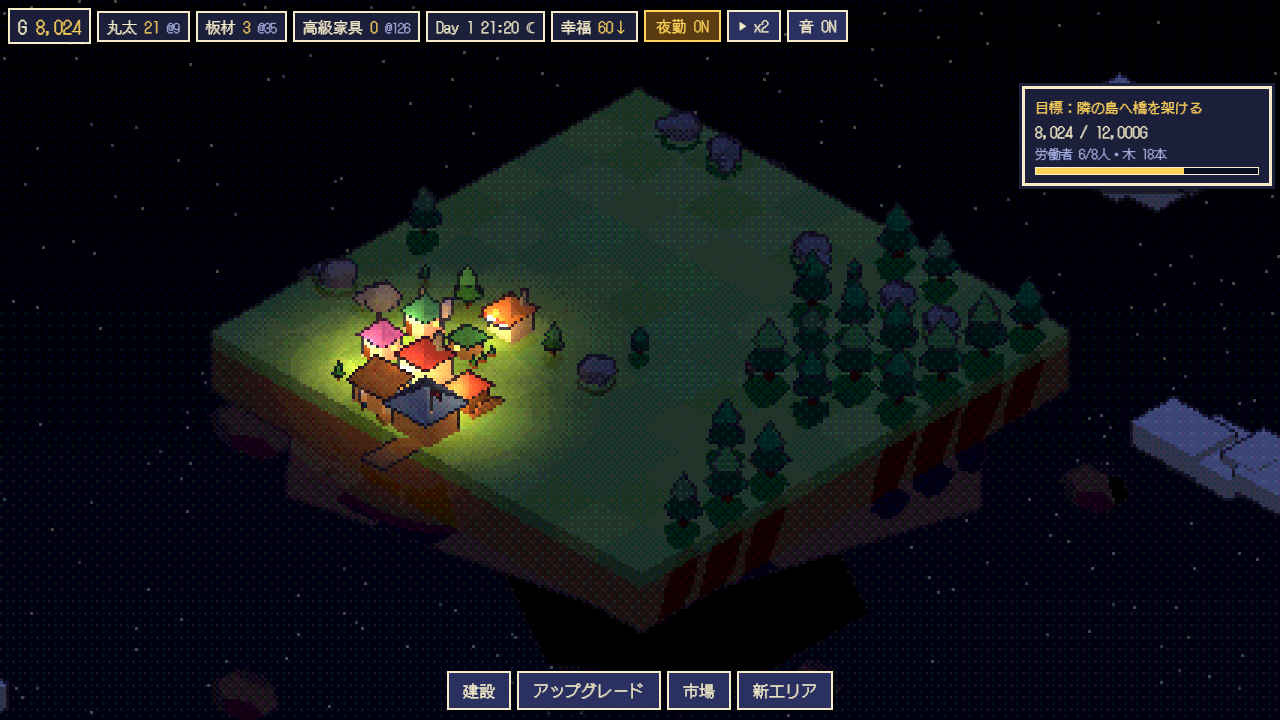 G 8,024
丸太 21 @9
板材 3 @35
高級家具 0 @126
Day 1 21:20 ☾
幸福 60↓
夜勤 ON
▶ x2
音 ON
目標：隣の島へ橋を架ける
8,024 / 12,000G
労働者 6/8人・木 18本
建設
アップグレード
市場
新エリア